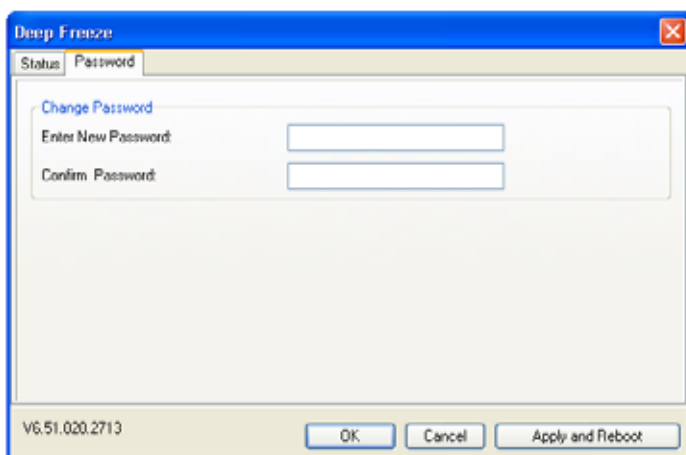 Deep Freeze
Status Password
Change Password
Enter New Password:
Confirm Password:
V6.51.020.2713 OK Cancel Apply and Reboot